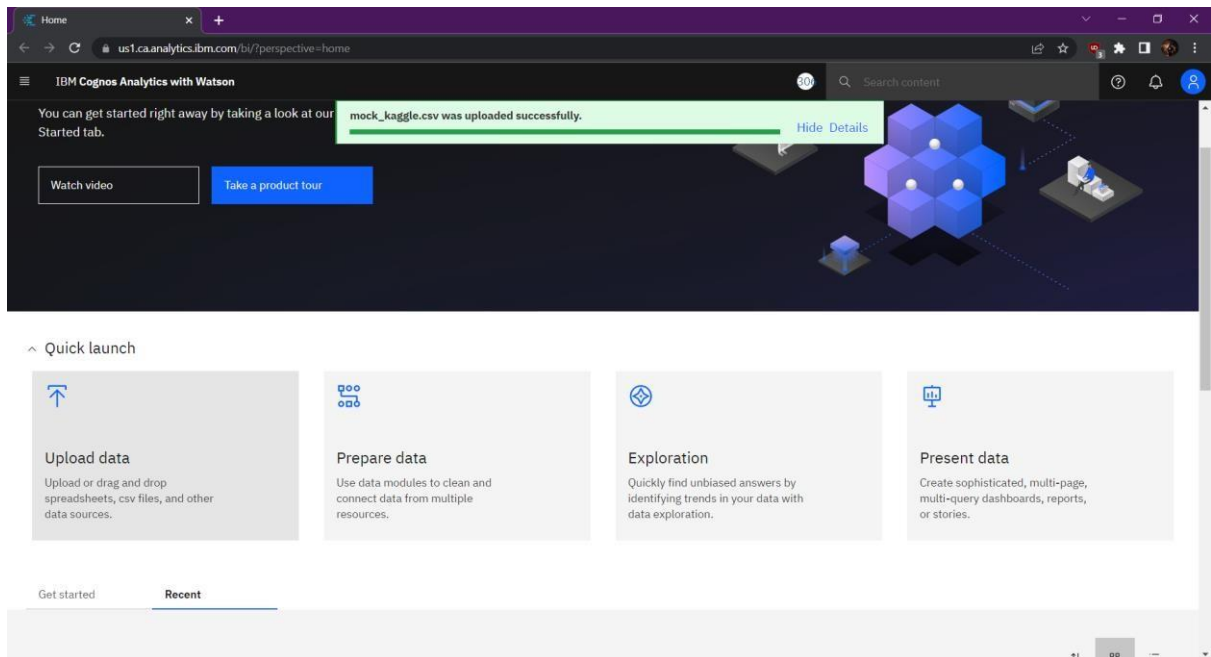 Home
us1.ca.analytics.ibm.com/bi/?perspective=home
3
IBM Cognos Analytics with Watson
30
Search content
You can get started right away by taking a look at our
Started tab.
mock_kaggle.csv was uploaded successfully.
Hide Details
Watch video
Take a product tour
Quick launch
Upload data
Upload or drag and drop
spreadsheets, csv files, and other
data sources.
Prepare data
Use data modules to clean and
connect data from multiple
resources.
Exploration
Quickly find unbiased answers by
identifying trends in your data with
data exploration.
Present data
Create sophisticated, multi-page,
multi-query dashboards, reports,
or stories.
Get started
Recent